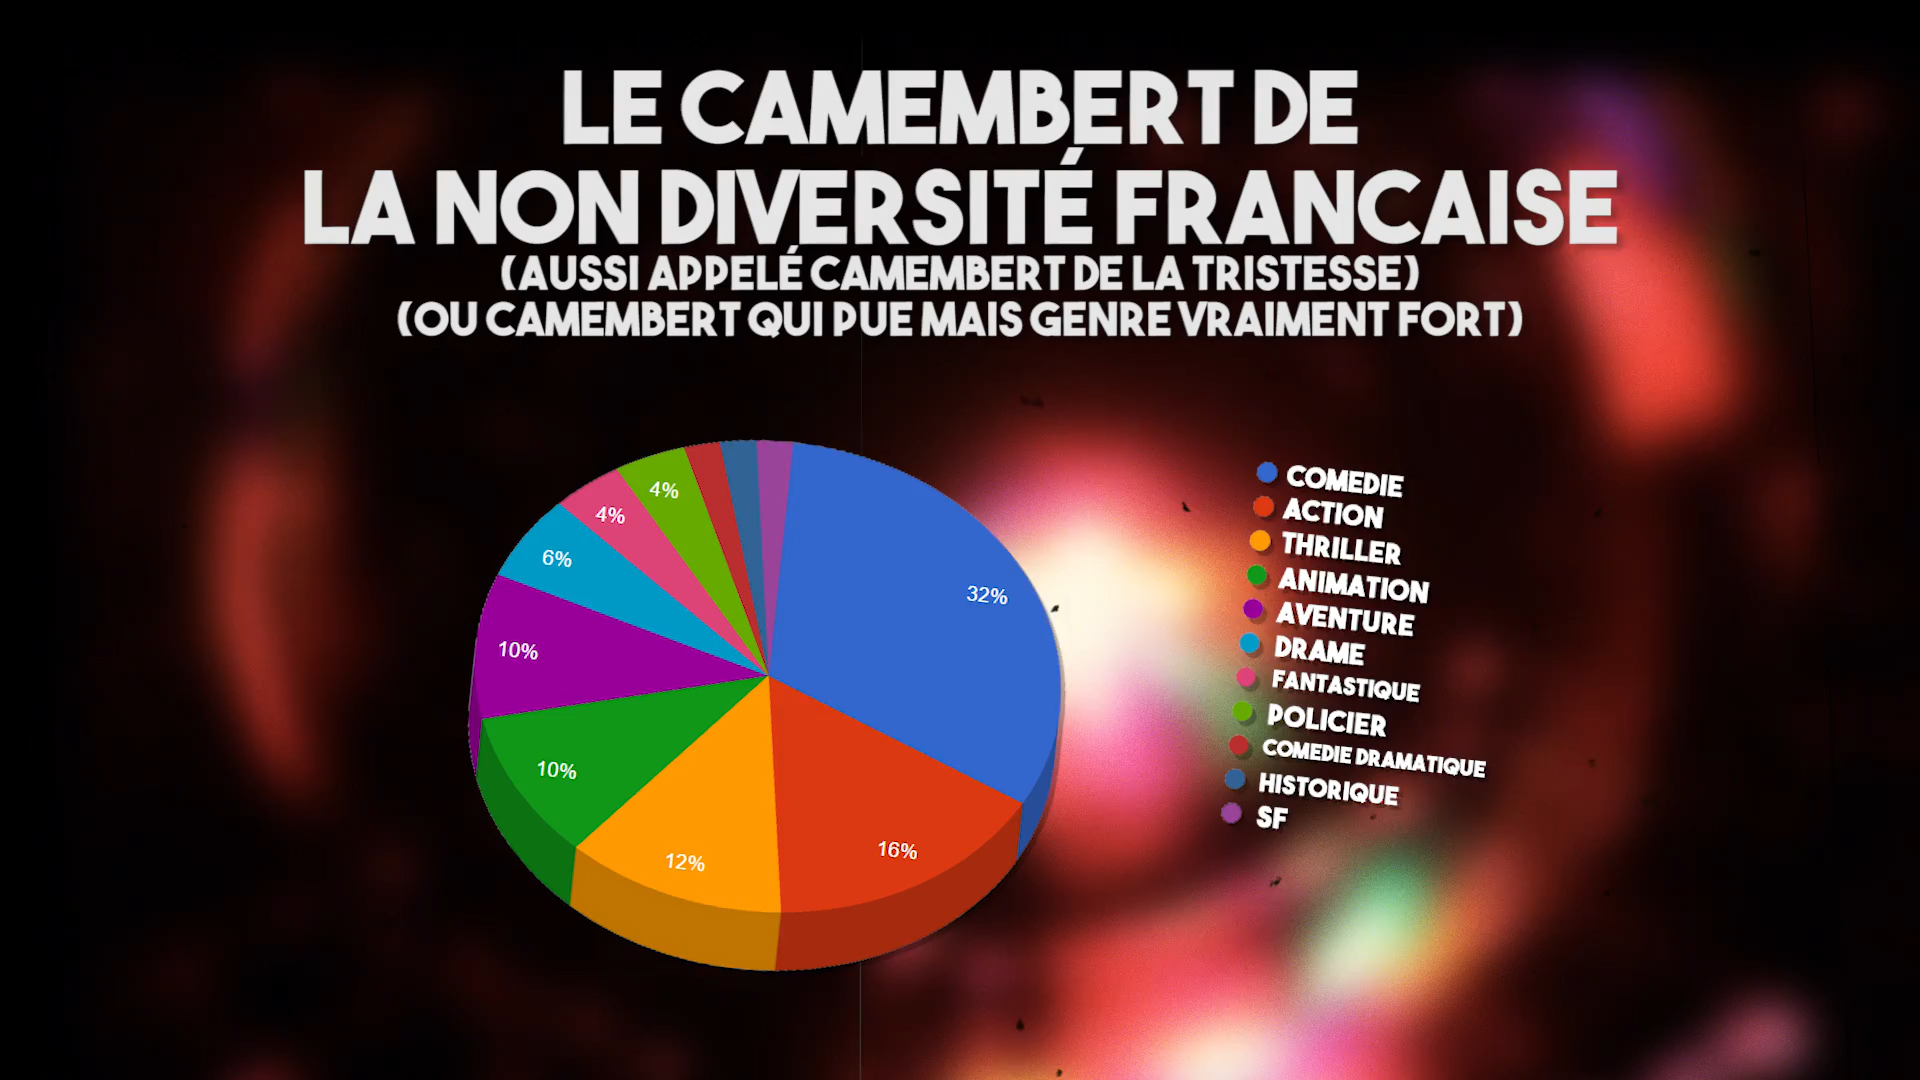 LE CAMEMBERT DE
LA NON DIVERSITÉ FRANCAISE
(AUSSI APPELÉ CAMEMBERT DE LA TRISTESSE)
(OU CAMEMBERT QUI PUE MAIS GENRE VRAIMENT FORT)
32%
16%
12%
10%
10%
6%
4%
4%
COMEDIE
ACTION
THRILLER
ANIMATION
AVENTURE
DRAME
FANTASTIQUE
POLICIER
COMEDIE DRAMATIQUE
HISTORIQUE
SF